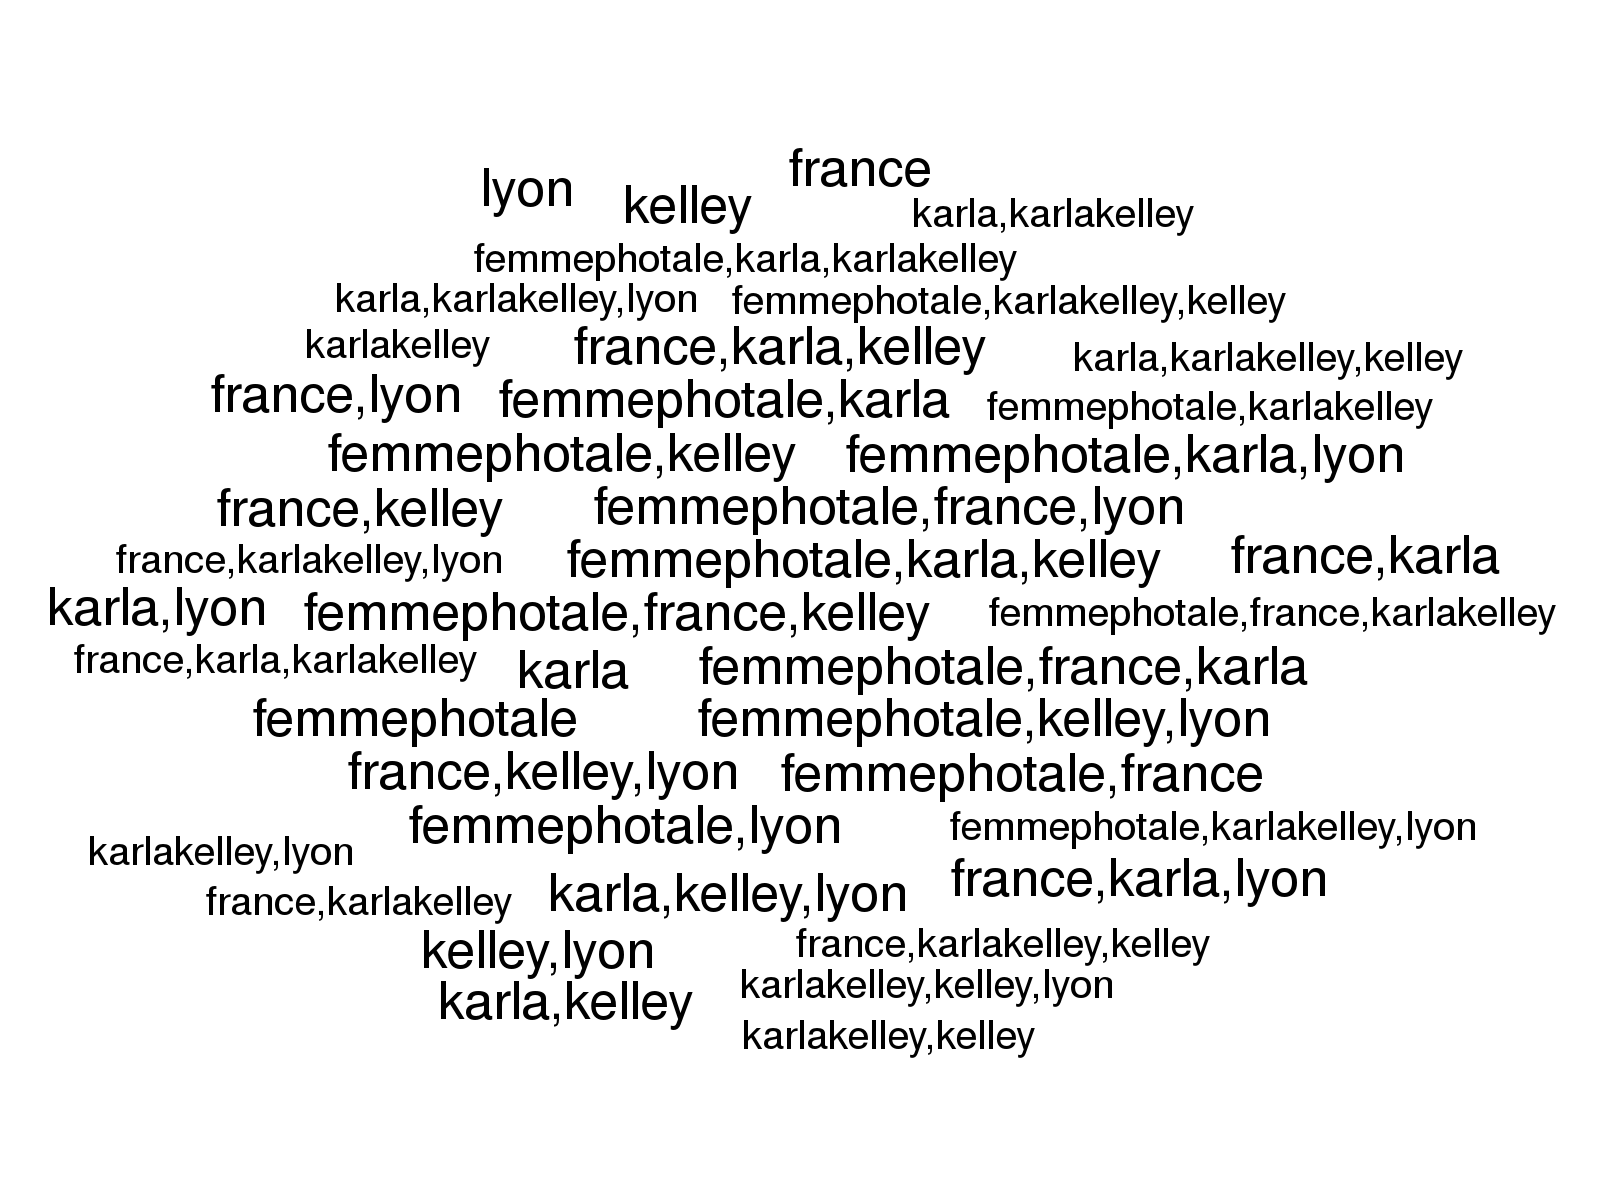 france
lyon kelley
karla,karlakelley
femmephotale,karla,karlakelley
karla,karlakelley,lyon femmephotale,karlakelley,kelley
karlakelley france,karla,kelley karla,karlakelley,kelley
france,lyon femmephotale,karla femmephotale,karlakelley
femmephotale,kelley femmephotale,karla,lyon
france,kelley femmephotale,france,lyon
france,karlakelley,lyon femmephotale,karla,kelley france,karla
karla,lyon femmephotale,france,kelley femmephotale,france,karlakelley
france,karla,karlakelley karla femmephotale,france,karla
femmephotale femmephotale,kelley,lyon
france,kelley,lyon femmephotale,france
femmephotale,lyon femmephotale,karlakelley,lyon
karlakelley,lyon
france,karlakelley karla,kelley,lyon france,karla,lyon
kelley,lyon france,karlakelley,kelley
karla,kelley karlakelley,kelley,lyon
karlakelley,kelley